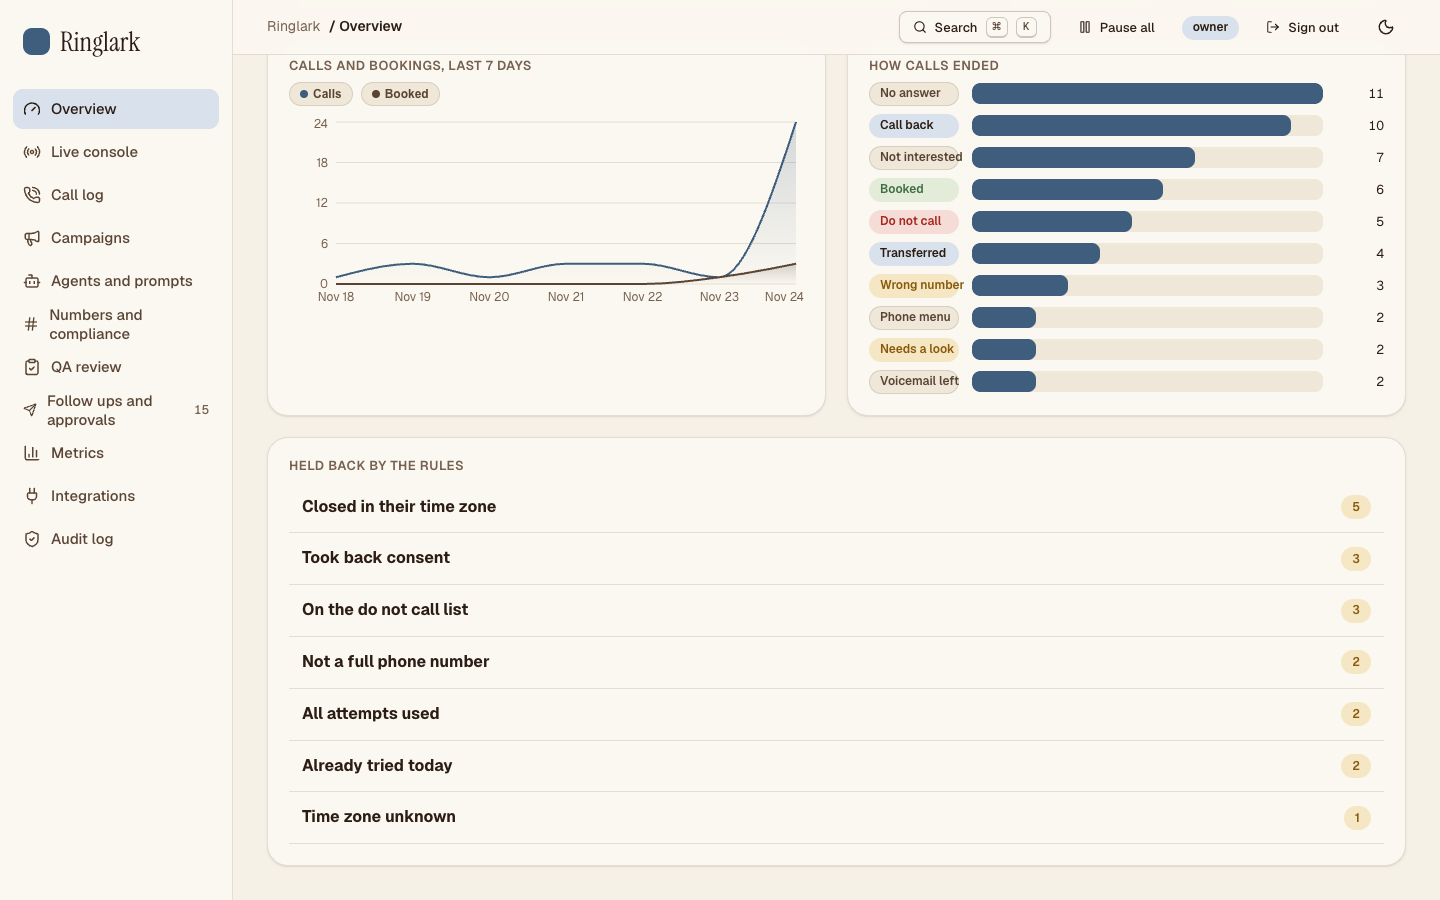 Ringlark
Overview
Live console
Call log
Campaigns
Agents and prompts
Numbers and
compliance
QA review
Follow ups and
approvals
15
Metrics
Integrations
Audit log
Ringlark / Overview
Search ⌘ K
Pause all
owner
Sign out
CALLS AND BOOKINGS, LAST 7 DAYS
Calls
Booked
24
18
12
6
0
Nov 18 Nov 19 Nov 20 Nov 21 Nov 22 Nov 23 Nov 24
HOW CALLS ENDED
No answer 11
Call back 10
Not interested 7
Booked 6
Do not call 5
Transferred 4
Wrong number 3
Phone menu 2
Needs a look 2
Voicemail left 2
HELD BACK BY THE RULES
Closed in their time zone 5
Took back consent 3
On the do not call list 3
Not a full phone number 2
All attempts used 2
Already tried today 2
Time zone unknown 1